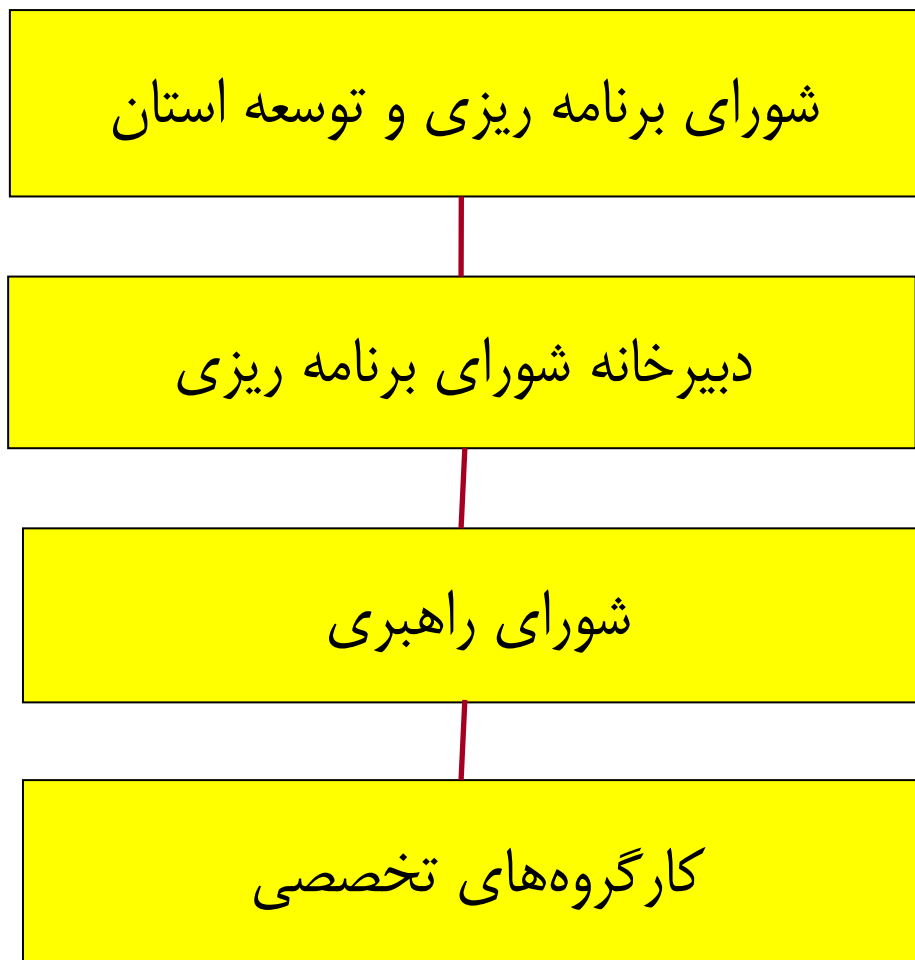 شورای برنامه ریزی و توسعه استان
دبیرخانه شورای برنامه ریزی
شورای راهبری
کارگروه‌های تخصصی